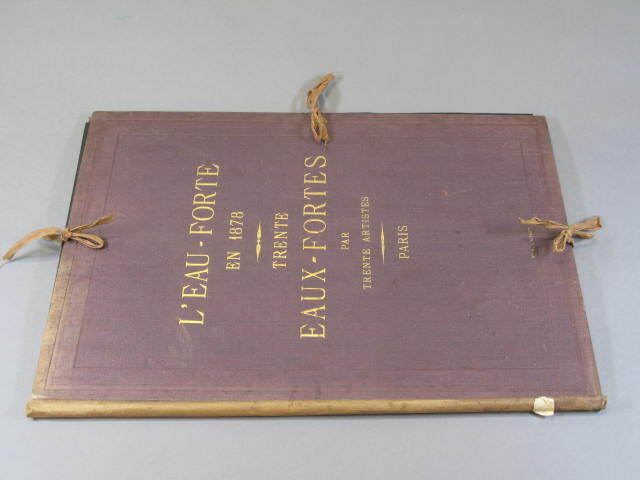 L'EAU-FORTE
EN 1878
TRENTE
EAUX-FORTES
PAR
TRENTE ARTISTES
PARIS